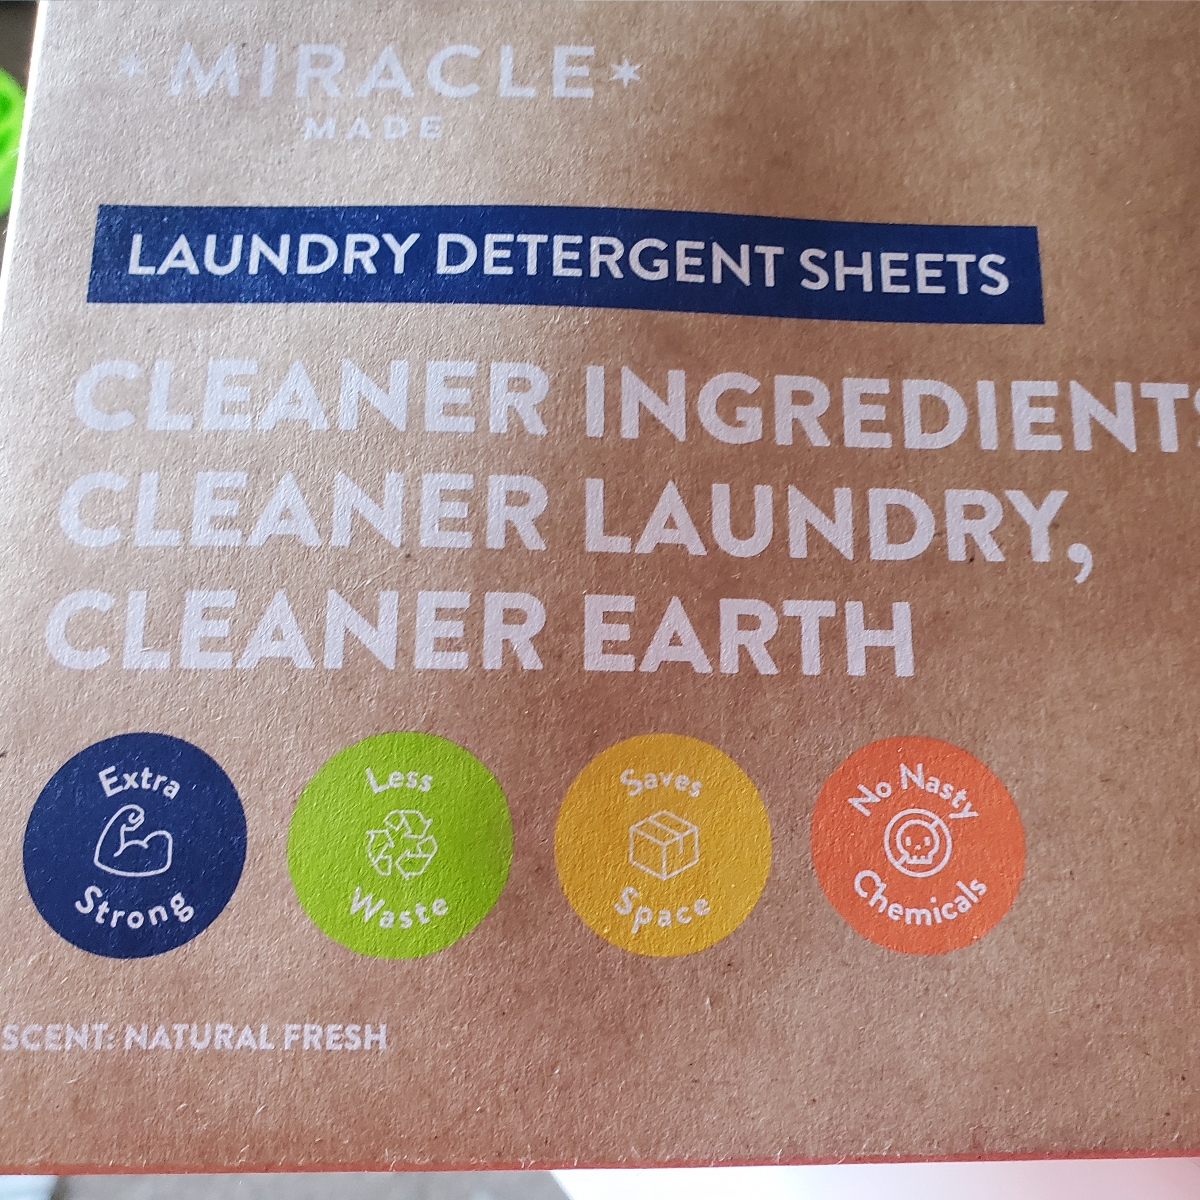 MIRACLE
MADE
LAUNDRY DETERGENT SHEETS
CLEANER INGREDIENTS
CLEANER LAUNDRY,
CLEANER EARTH
Extra
Strong
Less
Waste
Saves
Space
No Nasty
Chemicals
SCENT: NATURAL FRESH